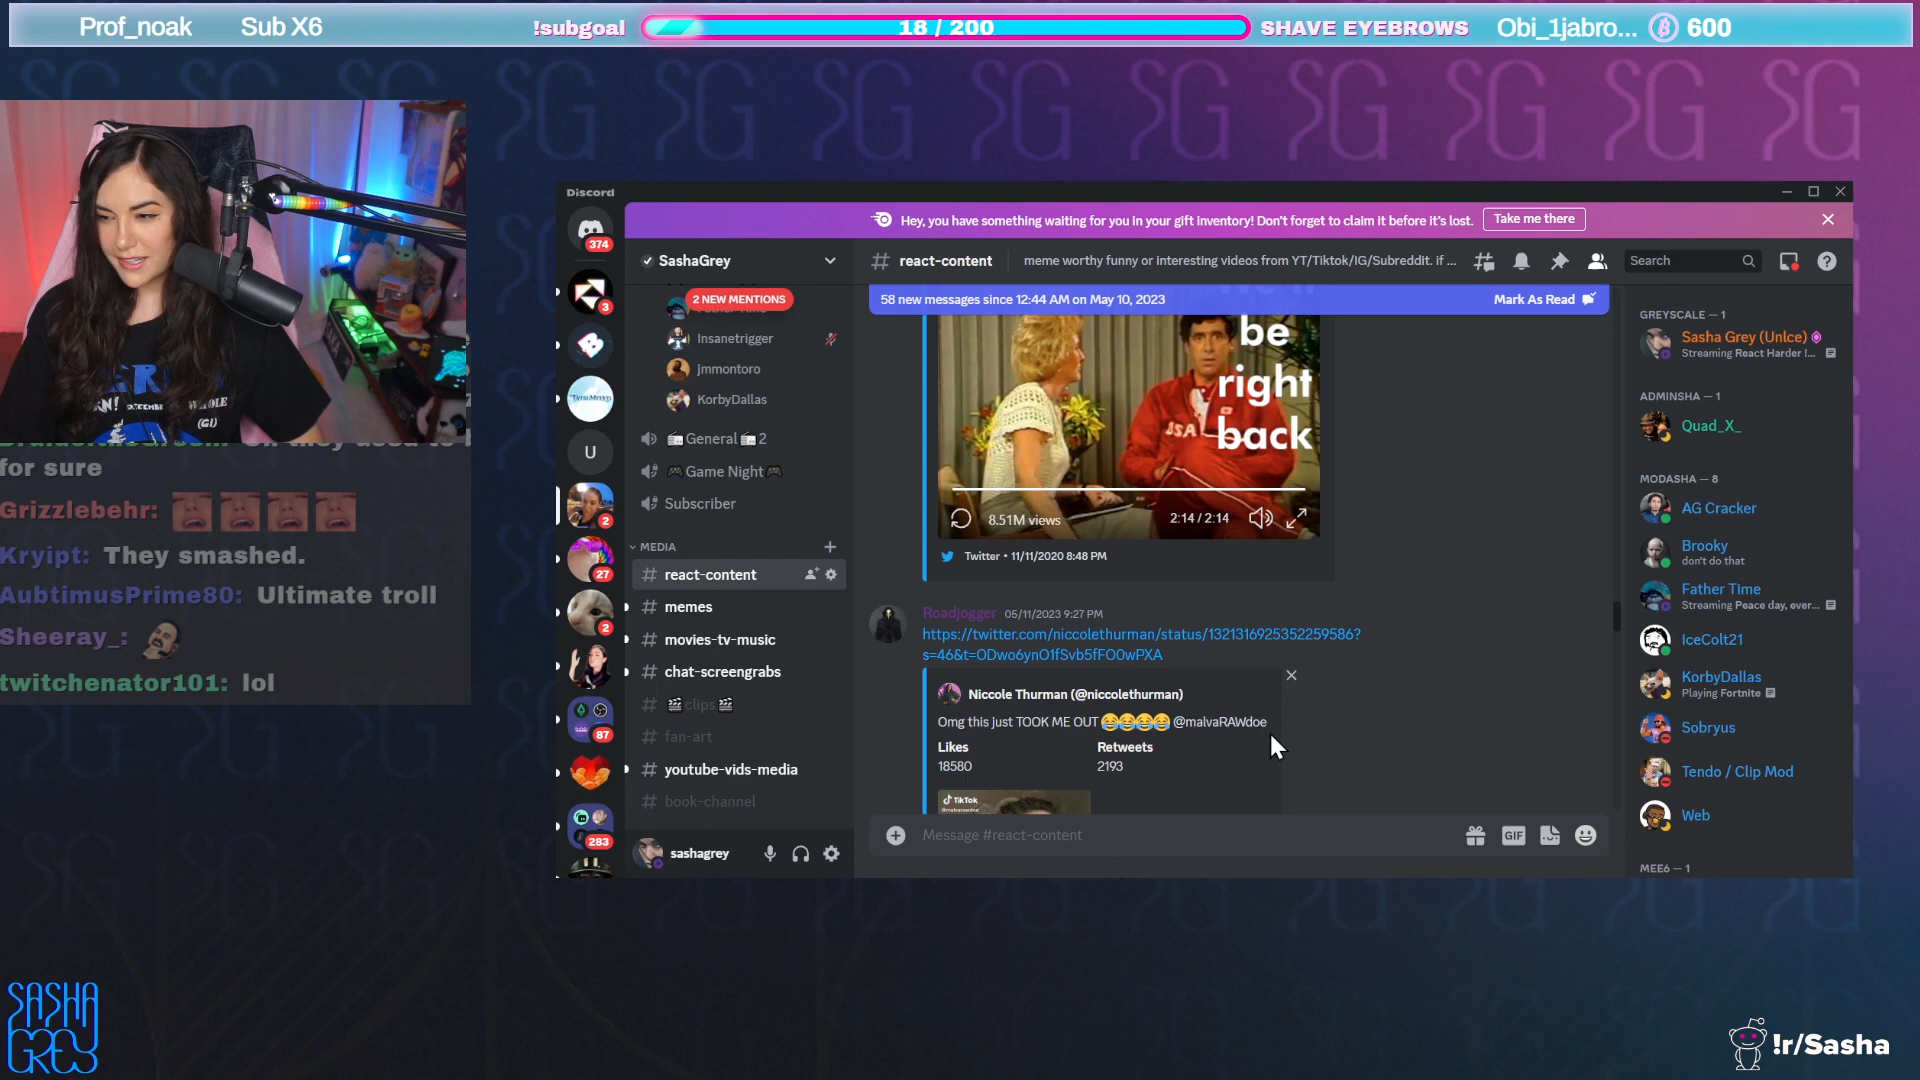 Prof_noak
Sub X6
!subgoal
18 / 200
SHAVE EYEBROWS
Obi_1jabro...
600
for sure
Grizzlebehr:
Kryipt: They smashed.
AubtimusPrime80: Ultimate troll
Sheeray_:
twitchenator101: lol
Discord
Hey, you have something waiting for you in your gift inventory! Don't forget to claim it before it's lost.
Take me there
374
3
U
2
27
2
87
283
SashaGrey
2 NEW MENTIONS
Insanetrigger
jmmontoro
KorbyDallas
General 2
Game Night
Subscriber
MEDIA
react-content
memes
movies-tv-music
chat-screengrabs
clips
fan-art
youtube-vids-media
book-channel
sashagrey
react-content
meme worthy funny or interesting videos from YT/Tiktok/IG/Subreddit. if ...
Search
58 new messages since 12:44 AM on May 10, 2023
Mark As Read
be
right
back
8.51M views
2:14 / 2:14
Twitter • 11/11/2020 8:48 PM
Roadjogger 05/11/2023 9:27 PM
https://twitter.com/niccolethurman/status/1321316925352259586?
s=46&t=ODwo6ynO1fSvb5fFO0wPXA
Niccole Thurman (@niccolethurman)
Omg this just TOOK ME OUT 😂😂😂😂 @malvaRAWdoe
Likes
18580
Retweets
2193
TikTok
Message #react-content
GIF
GREYSCALE — 1
Sasha Grey (Unlce)
Streaming React Harder !...
ADMINSHA — 1
Quad_X_
MODASHA — 8
AG Cracker
Brooky
don't do that
Father Time
Streaming Peace day, ever...
IceColt21
KorbyDallas
Playing Fortnite
Sobryus
Tendo / Clip Mod
Web
MEE6 — 1
SASHA
GREY
!r/Sasha